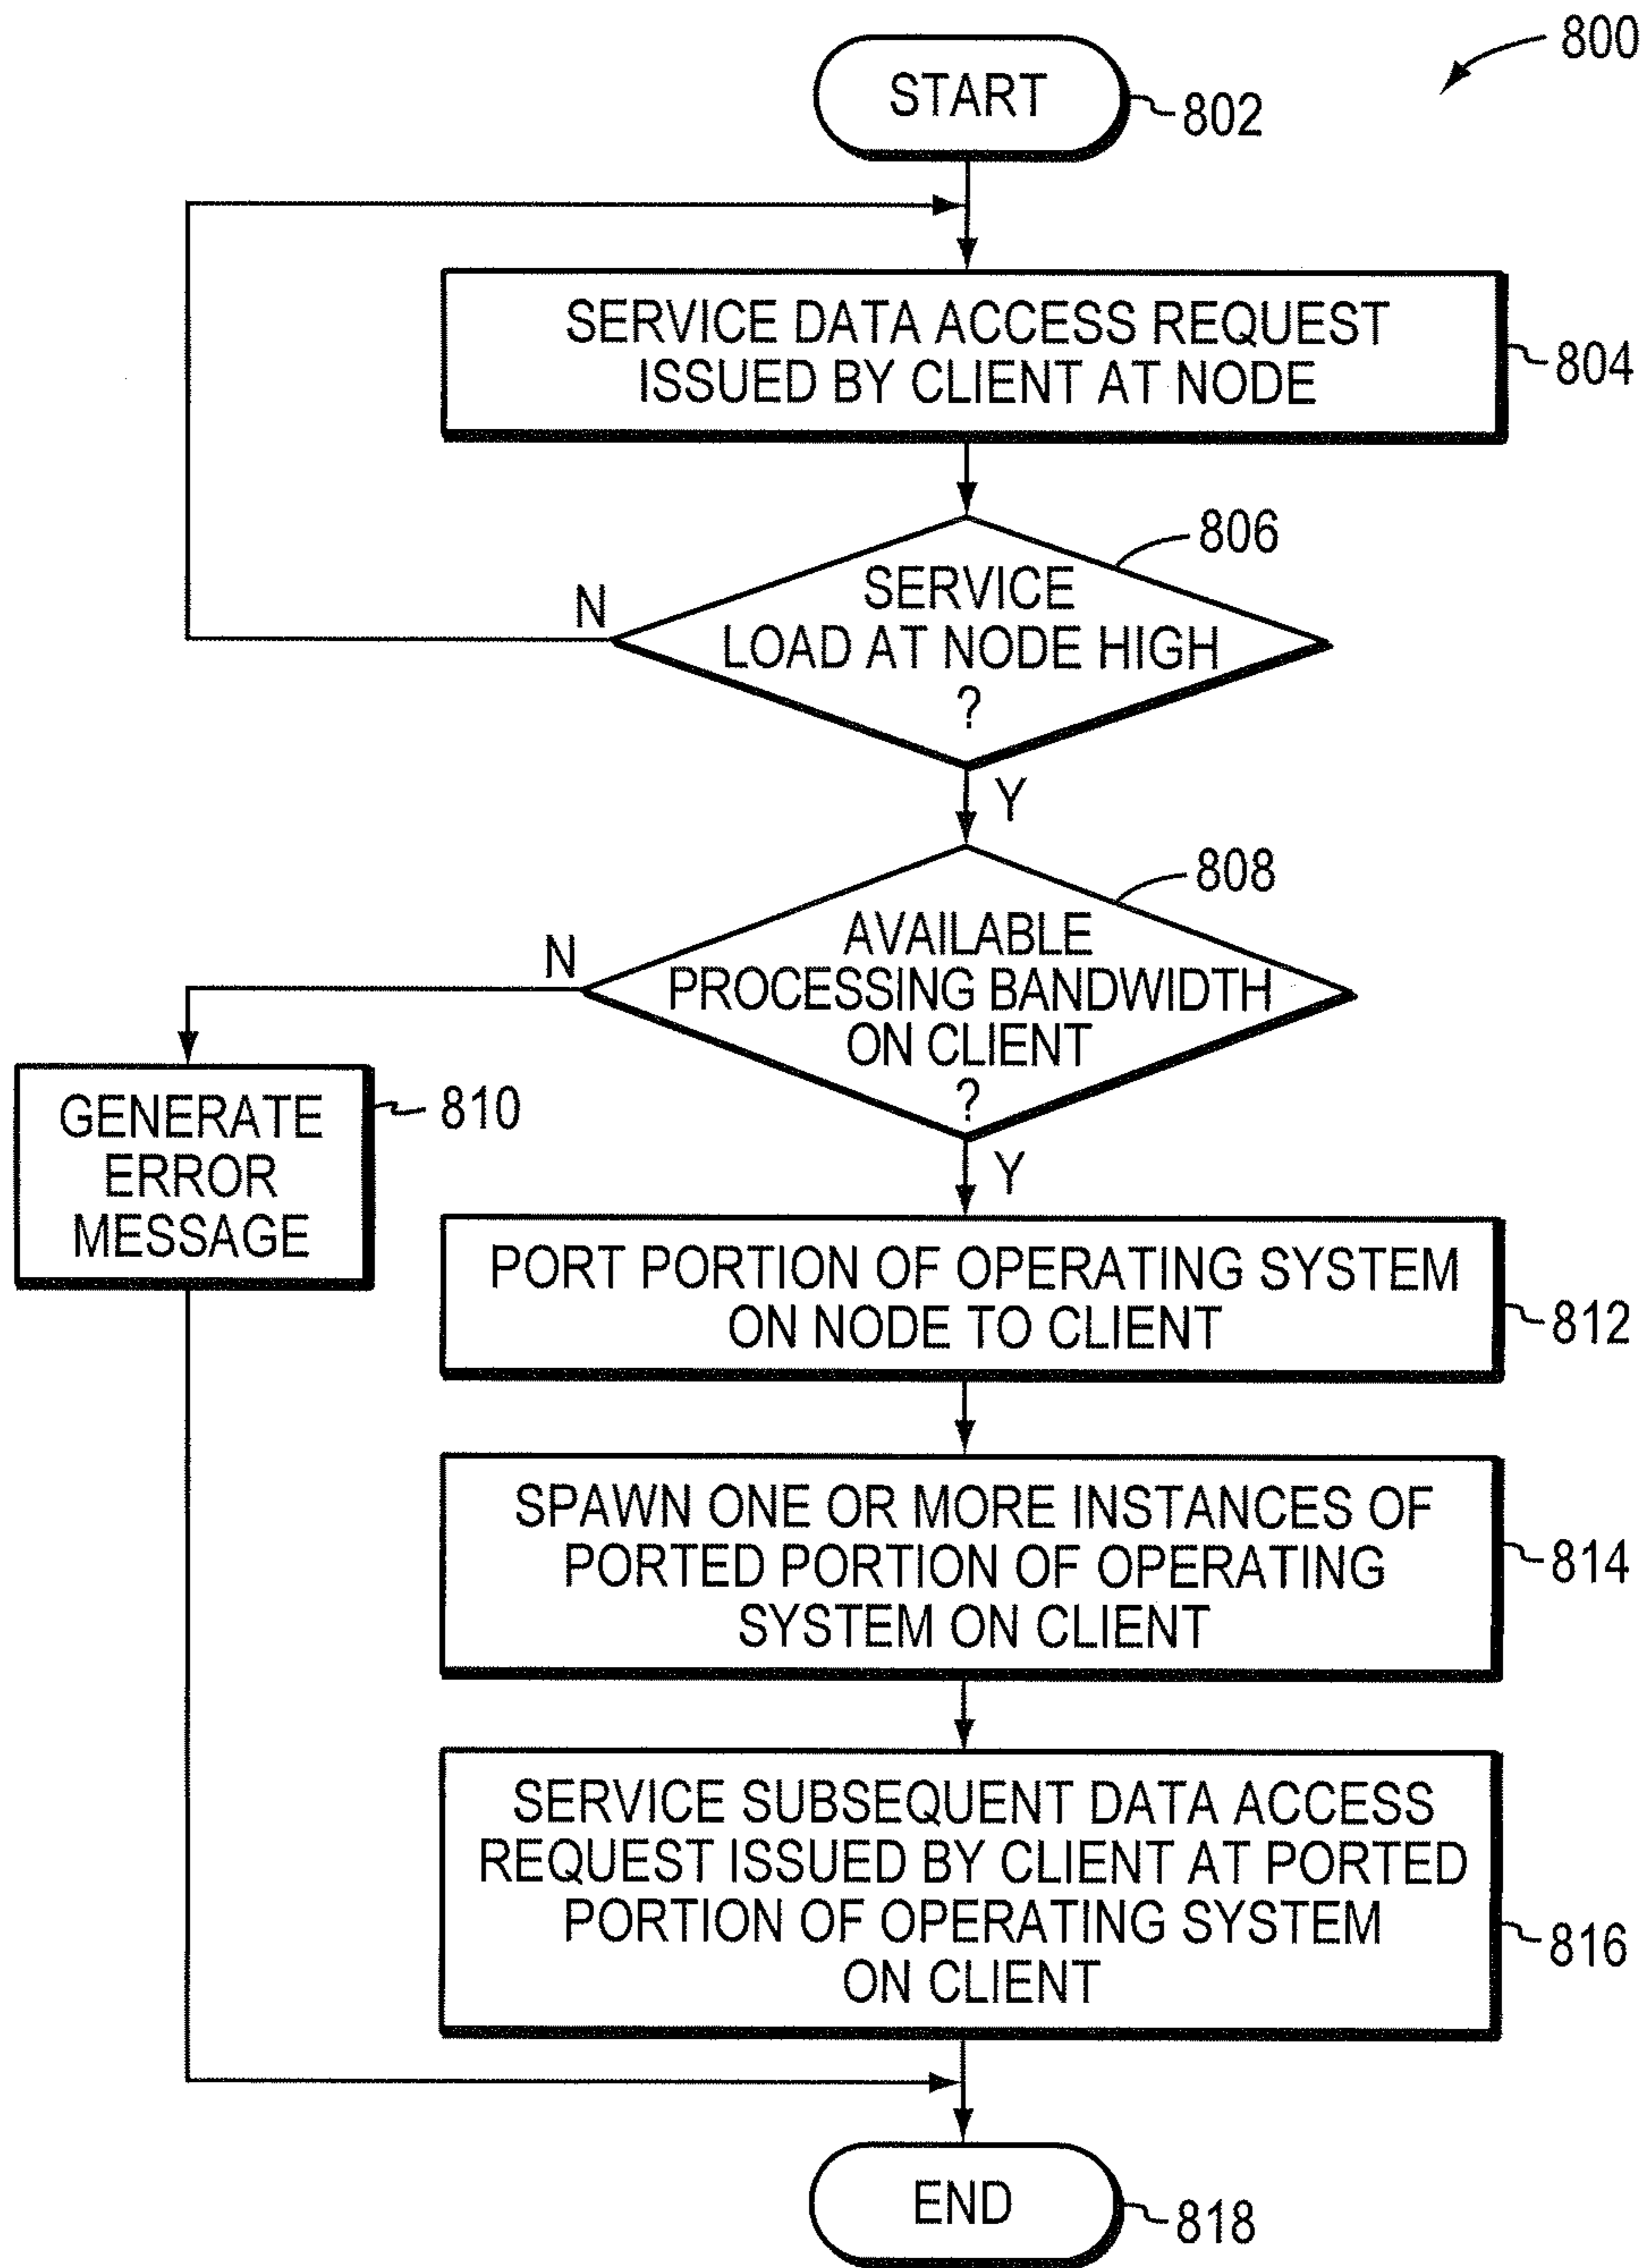 800
START
802
SERVICE DATA ACCESS REQUEST
ISSUED BY CLIENT AT NODE
804
806
SERVICE
LOAD AT NODE HIGH
?
N
Y
808
AVAILABLE
PROCESSING BANDWIDTH
ON CLIENT
?
N
Y
GENERATE
ERROR
MESSAGE
810
PORT PORTION OF OPERATING SYSTEM
ON NODE TO CLIENT
812
SPAWN ONE OR MORE INSTANCES OF
PORTED PORTION OF OPERATING
SYSTEM ON CLIENT
814
SERVICE SUBSEQUENT DATA ACCESS
REQUEST ISSUED BY CLIENT AT PORTED
PORTION OF OPERATING SYSTEM
ON CLIENT
816
END
818